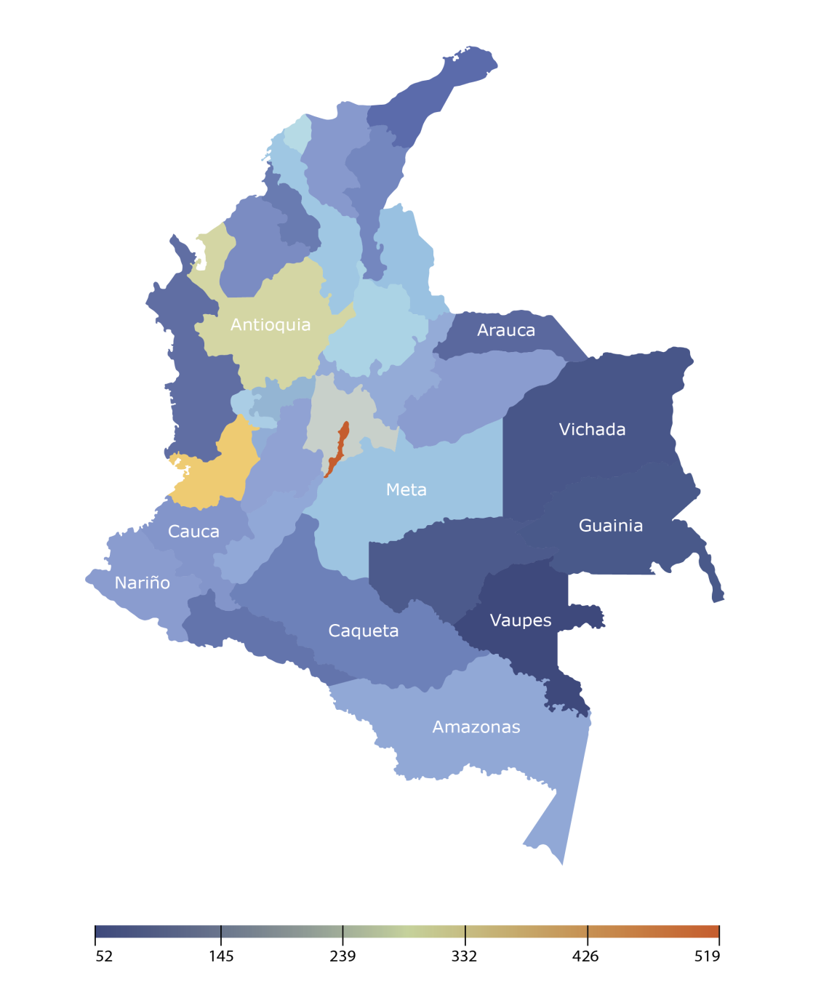 Antioquia
Arauca
Vichada
Meta
Guainia
Cauca
Nariño
Vaupes
Caqueta
Amazonas
52 145 239 332 426 519